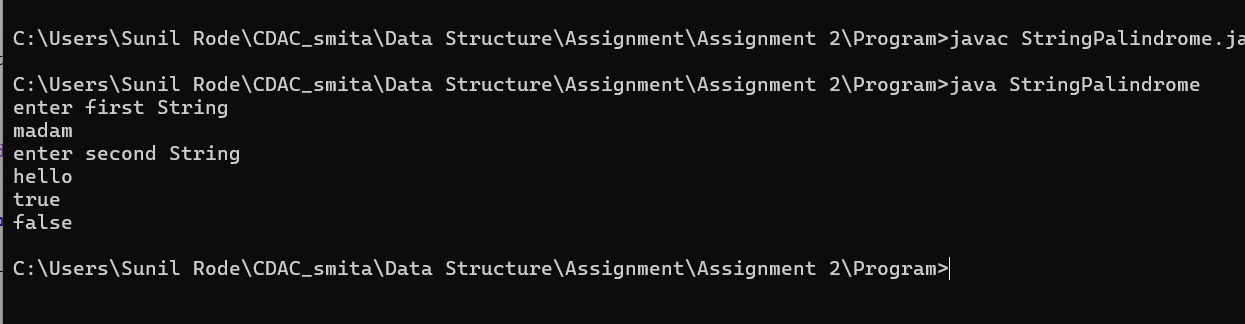 C:\Users\Sunil Rode\CDAC_smita\Data Structure\Assignment\Assignment 2\Program>javac StringPalindrome.ja
C:\Users\Sunil Rode\CDAC_smita\Data Structure\Assignment\Assignment 2\Program>java StringPalindrome
enter first String
madam
enter second String
hello
true
false
C:\Users\Sunil Rode\CDAC_smita\Data Structure\Assignment\Assignment 2\Program>